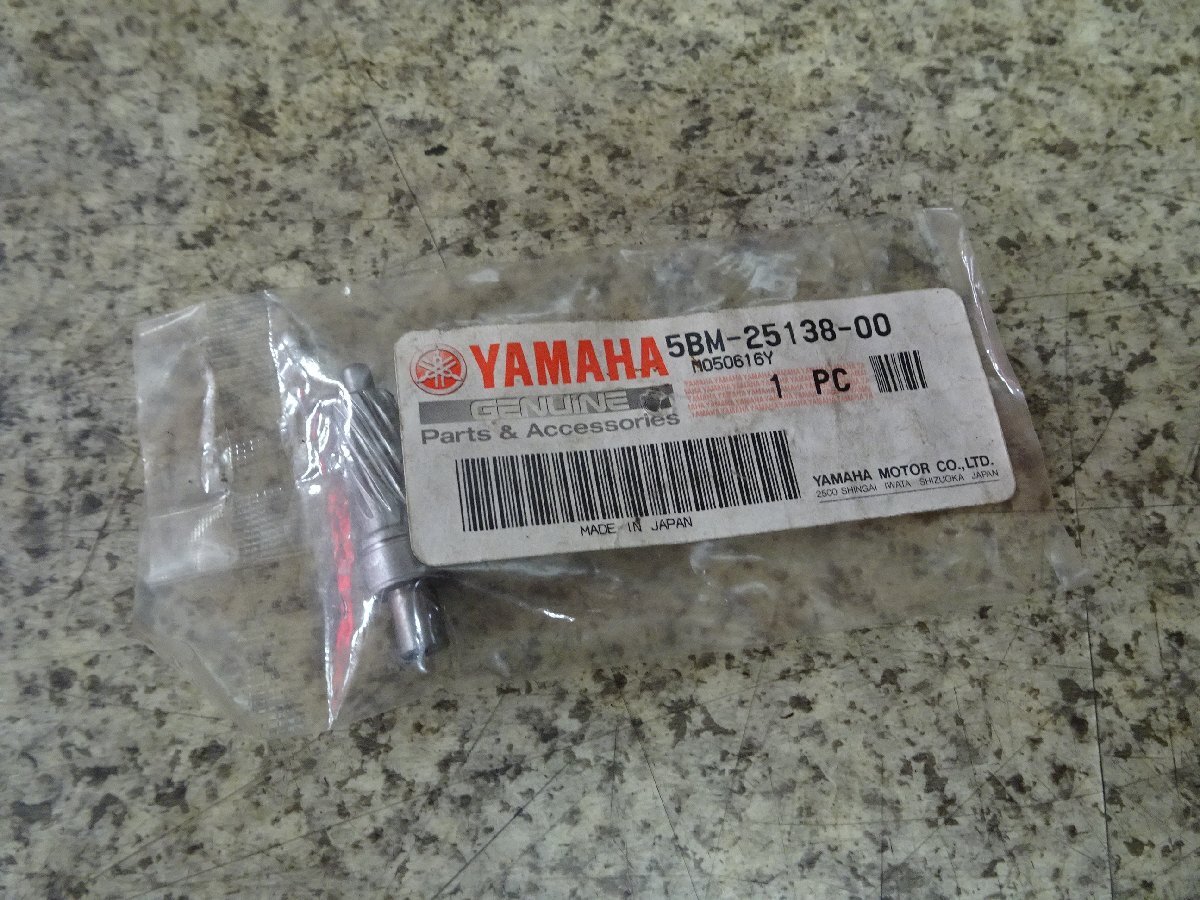 YAMAHA 5BM-25138-00
N050616Y
1 PC
GENUINE
Parts & Accessories
YAMAHA MOTOR CO.,LTD.
2500 SHINGAI IWATA SHIZUOKA JAPAN
MADE IN JAPAN